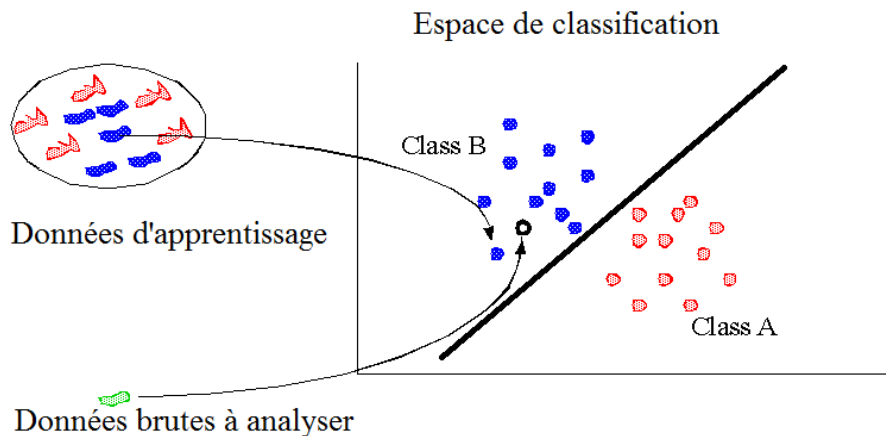 Espace de classification
Class B
Données d'apprentissage
Class A
Données brutes à analyser